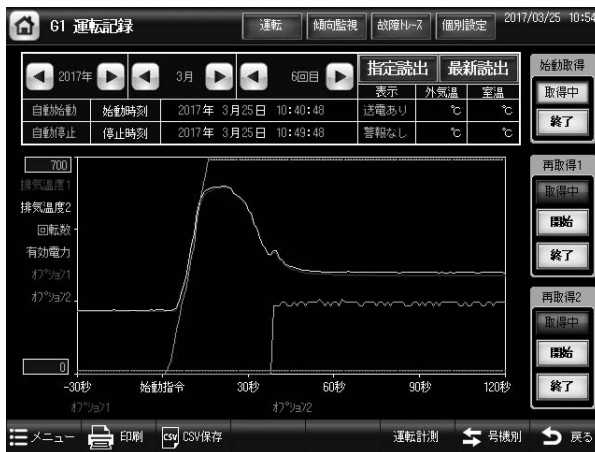 G1 運転記録
運転 傾向監視 故障トレース 個別設定 2017/03/25 10:54
2017年 3月 6回目 指定読出 最新読出
表示 外気温 室温
自動始動 始動時刻 2017年 3月25日 10:40:48 送電あり ℃ ℃
自動停止 停止時刻 2017年 3月25日 10:49:48 警報なし ℃ ℃
始動取得
取得中
終了
700
排気温度1
排気温度2
回転数
有効電力
オプション1
オプション2
0
-30秒 始動指令 30秒 60秒 90秒 120秒
オプション1 オプション2
再取得1
取得中
開始
終了
再取得2
取得中
開始
終了
メニュー 印刷 CSV CSV保存 運転計測 号機別 戻る